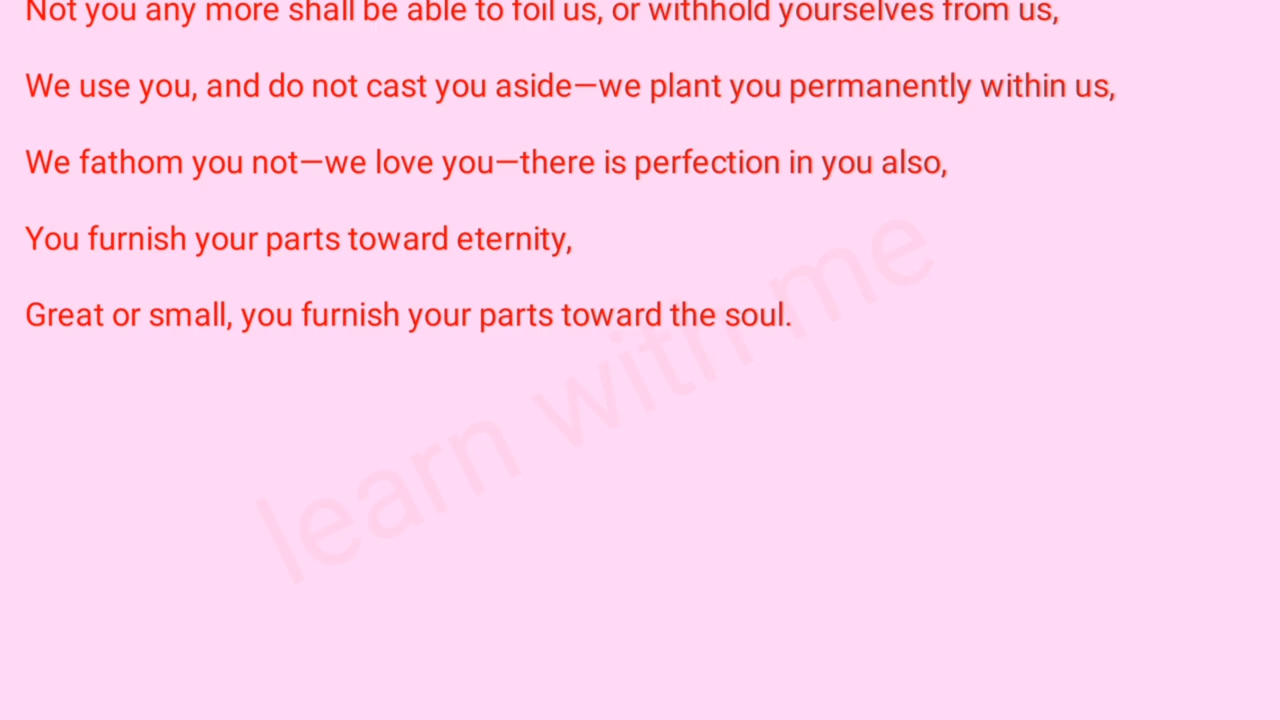 Not you any more shall be able to foil us, or withhold yourselves from us,
We use you, and do not cast you aside—we plant you permanently within us,
We fathom you not—we love you—there is perfection in you also,
You furnish your parts toward eternity,
Great or small, you furnish your parts toward the soul.
learn with me